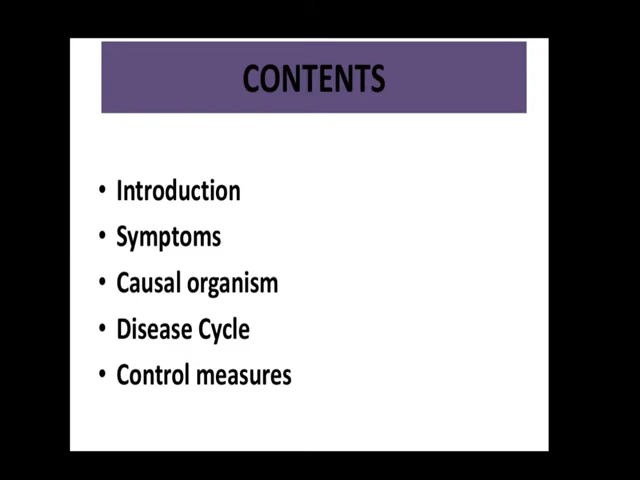 CONTENTS
• Introduction
• Symptoms
• Causal organism
• Disease Cycle
• Control measures